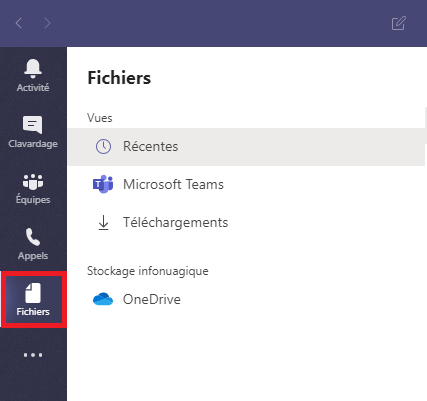 Activité
Clavardage
Équipes
Appels
Fichiers
Fichiers
Vues
Récentes
Microsoft Teams
Téléchargements
Stockage infonuagique
OneDrive